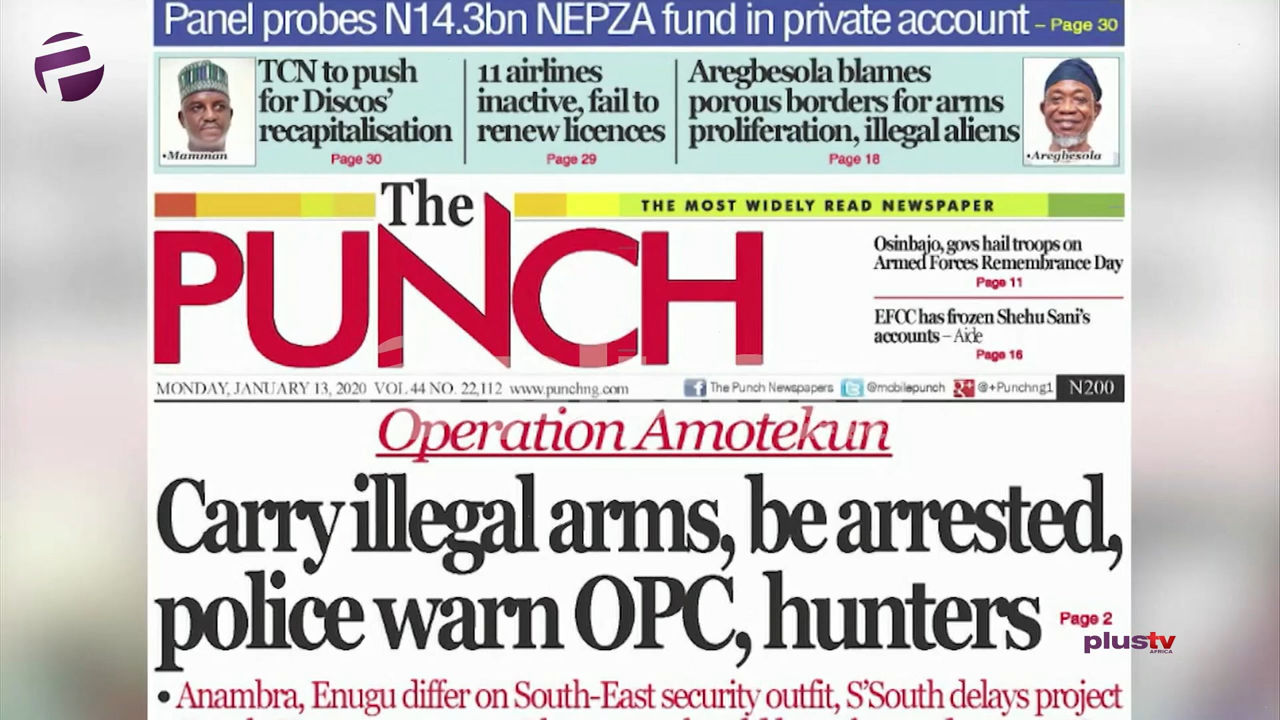 Panel probes N14.3bn NEPZA fund in private account – Page 30
TCN to push
for Discos'
recapitalisation
Page 30
•Mamman
11 airlines
inactive, fail to
renew licences
Page 29
Aregbesola blames
porous borders for arms
proliferation, illegal aliens
Page 18
•Aregbesola
The
PUNCH
THE MOST WIDELY READ NEWSPAPER
Osinbajo, govs hail troops on
Armed Forces Remembrance Day
Page 11
EFCC has frozen Shehu Sani's
accounts – Aide
Page 16
MONDAY, JANUARY 13, 2020 VOL. 44 NO. 22,112 www.punchng.com
The Punch Newspapers @mobilepunch @+Punchng1 N200
Operation Amotekun
Carry illegal arms, be arrested,
police warn OPC, hunters
Page 2
plustv
AFRICA
• Anambra, Enugu differ on South-East security outfit, S'South delays project